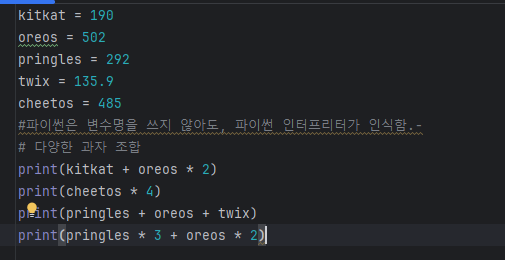 kitkat = 190
oreos = 502
pringles = 292
twix = 135.9
cheetos = 485
#파이썬은 변수명을 쓰지 않아도, 파이썬 인터프리터가 인식함.-
# 다양한 과자 조합
print(kitkat + oreos * 2)
print(cheetos * 4)
print(pringles + oreos + twix)
print(pringles * 3 + oreos * 2)